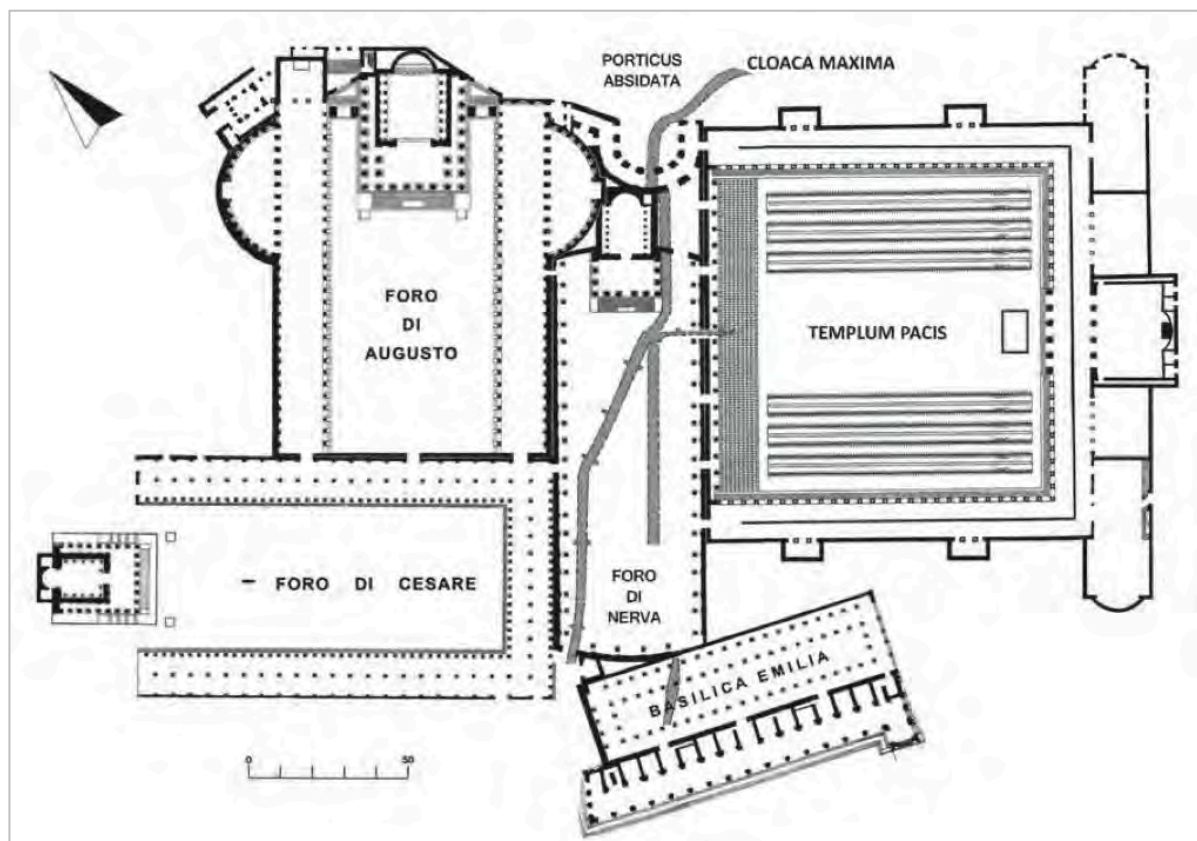 PORTICUS
ABSIDATA
CLOACA MAXIMA
FORO
DI
AUGUSTO
TEMPLUM PACIS
FORO DI CESARE
FORO
DI
NERVA
BASILICA EMILIA
0 50